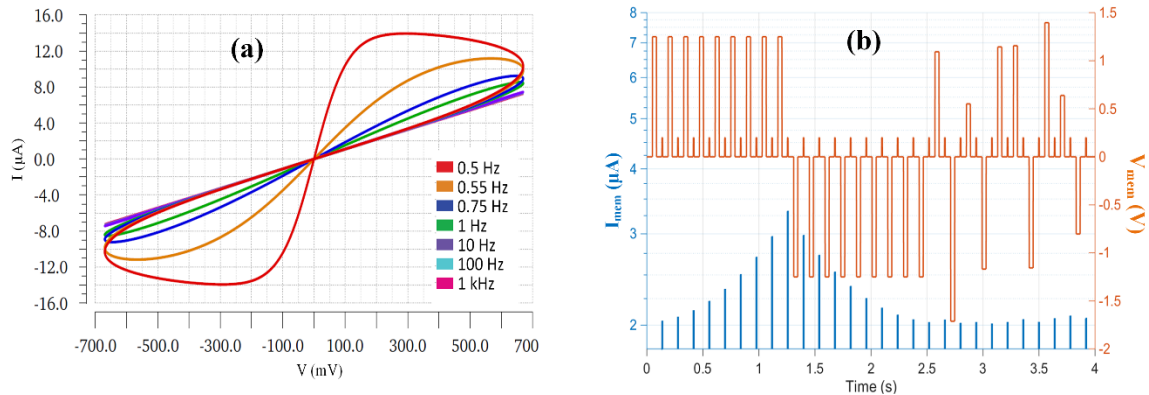 (a)
I (µA)
16.0
12.0
8.0
4.0
0.0
-4.0
-8.0
-12.0
-16.0
0.5 Hz
0.55 Hz
0.75 Hz
1 Hz
10 Hz
100 Hz
1 kHz
-700.0 -500.0 -300.0 -100.0 100.0 300.0 500.0 700
V (mV)
(b)
I_mem (µA)
8
7
6
5
4
3
2
1.5
1
0.5
0
-0.5
-1
-1.5
-2
V_mem (V)
0 0.5 1 1.5 2 2.5 3 3.5 4
Time (s)